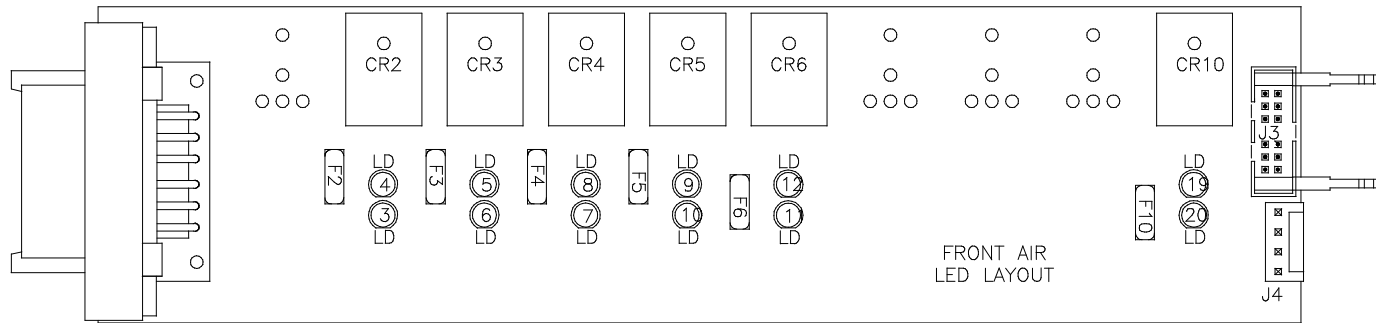 CR2 CR3 CR4 CR5 CR6 CR10
J3
LD LD LD LD LD LD
F2 F3 F4 F5 F6 F10
4 5 8 9 12 19
3 6 7 10 1 20
LD LD LD LD LD LD
FRONT AIR
LED LAYOUT
J4